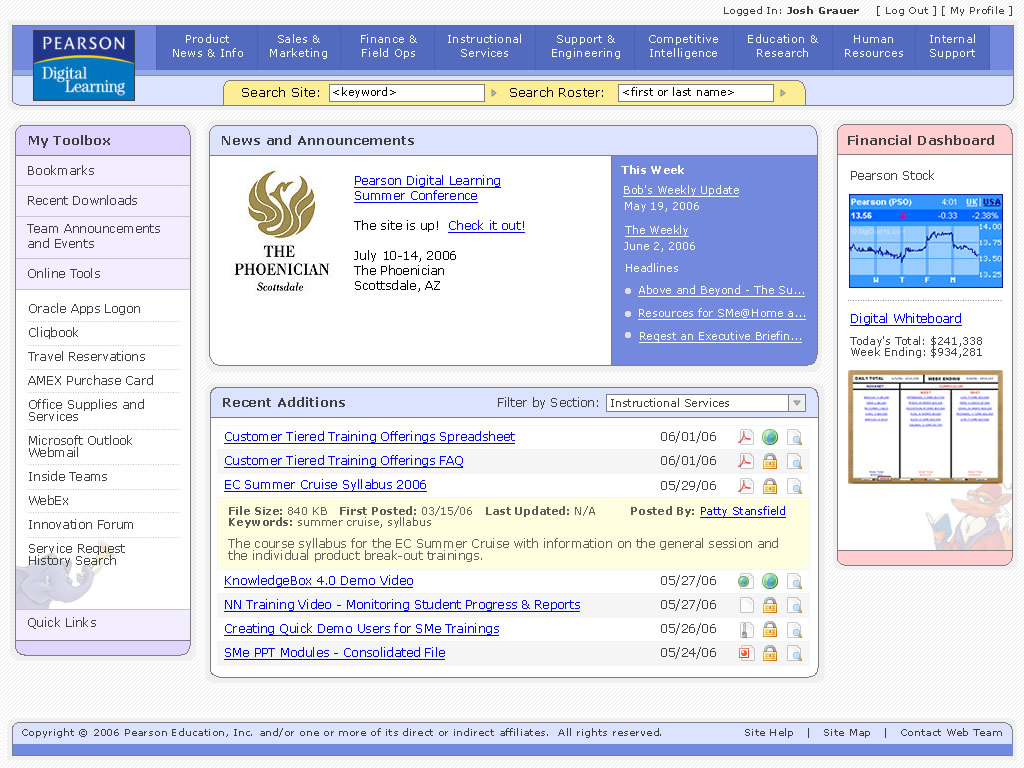 Logged In: Josh Grauer [ Log Out ] [ My Profile ]
PEARSON
Digital
Learning
Product
News & Info
Sales &
Marketing
Finance &
Field Ops
Instructional
Services
Support &
Engineering
Competitive
Intelligence
Education &
Research
Human
Resources
Internal
Support
Search Site: <keyword> Search Roster: <first or last name>
My Toolbox
Bookmarks
Recent Downloads
Team Announcements
and Events
Online Tools
Oracle Apps Logon
Cliqbook
Travel Reservations
AMEX Purchase Card
Office Supplies and
Services
Microsoft Outlook
Webmail
Inside Teams
WebEx
Innovation Forum
Service Request
History Search
Quick Links
News and Announcements
THE
PHOENICIAN
Scottsdale
Pearson Digital Learning
Summer Conference
The site is up! Check it out!
July 10-14, 2006
The Phoenician
Scottsdale, AZ
This Week
Bob's Weekly Update
May 19, 2006
The Weekly
June 2, 2006
Headlines
Above and Beyond - The Su...
Resources for SMe@Home a...
Reqest an Executive Briefin...
Recent Additions
Filter by Section: Instructional Services
Customer Tiered Training Offerings Spreadsheet 06/01/06
Customer Tiered Training Offerings FAQ 06/01/06
EC Summer Cruise Syllabus 2006 05/29/06
File Size: 840 KB First Posted: 03/15/06 Last Updated: N/A Posted By: Patty Stansfield
Keywords: summer cruise, syllabus
The course syllabus for the EC Summer Cruise with information on the general session and
the individual product break-out trainings.
KnowledgeBox 4.0 Demo Video 05/27/06
NN Training Video - Monitoring Student Progress & Reports 05/27/06
Creating Quick Demo Users for SMe Trainings 05/26/06
SMe PPT Modules - Consolidated File 05/24/06
Financial Dashboard
Pearson Stock
Pearson (PSO) 4:01 UK USA
13.56 -0.33 -2.38%
14.00
13.75
13.50
13.25
W T F M
Digital Whiteboard
Today's Total: $241,338
Week Ending: $934,281
DAILY TOTAL WEEK ENDING
Copyright © 2006 Pearson Education, Inc. and/or one or more of its direct or indirect affiliates. All rights reserved.
Site Help | Site Map | Contact Web Team